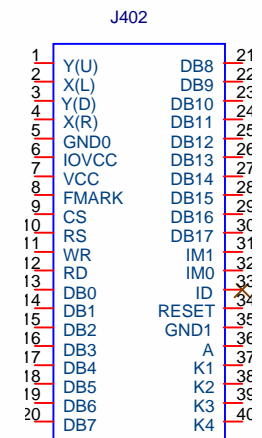 J402
1 Y(U) DB8 21
2 X(L) DB9 22
3 Y(D) DB10 23
4 X(R) DB11 24
5 GND0 DB12 25
6 IOVCC DB13 26
7 VCC DB14 27
8 FMARK DB15 28
9 CS DB16 29
10 RS DB17 30
11 WR IM1 31
12 RD IM0 32
13 DB0 ID 33
14 DB1 RESET 34
15 DB2 GND1 35
16 DB3 A 36
17 DB4 K1 37
18 DB5 K2 38
19 DB6 K3 39
20 DB7 K4 40